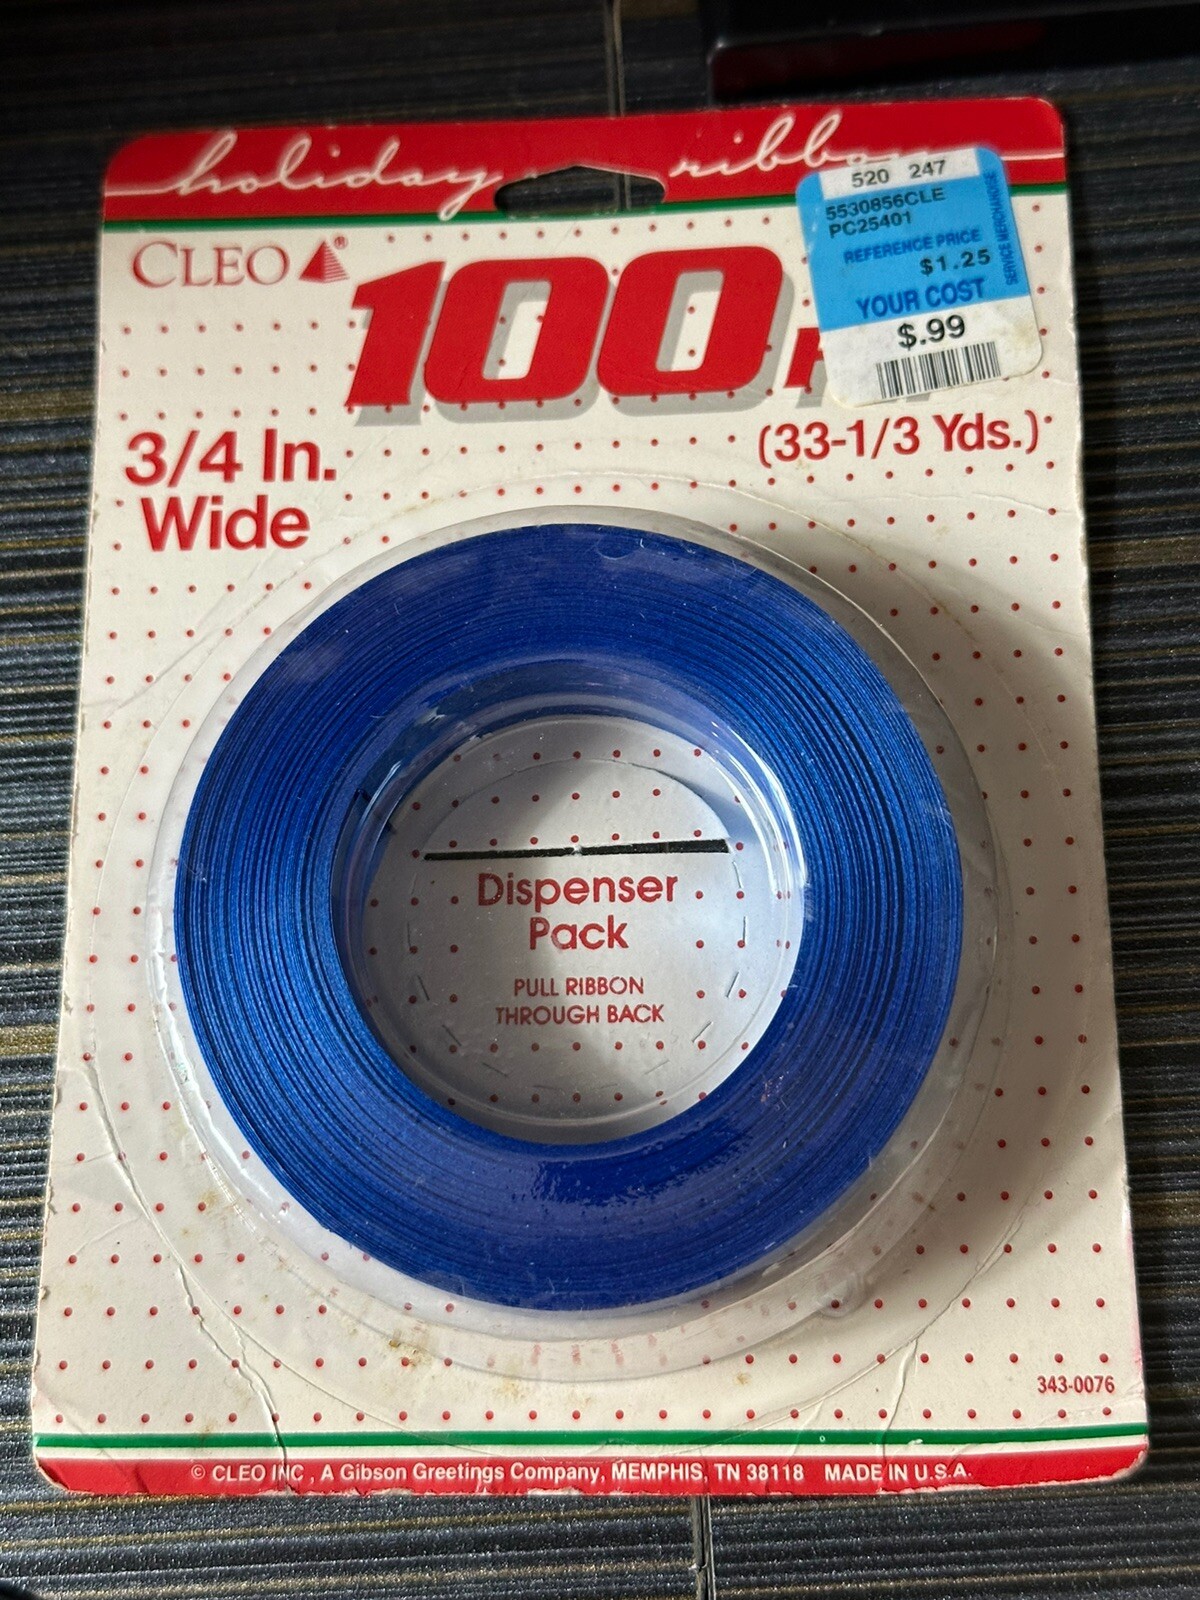 holiday ribbon
CLEO ®
100
3/4 In.
Wide
(33-1/3 Yds.)
520 247
5530856CLE
PC25401
REFERENCE PRICE
$1.25
YOUR COST
$.99
SERVICE MERCHANDISE
Dispenser
Pack
PULL RIBBON
THROUGH BACK
343-0076
© CLEO INC , A Gibson Greetings Company, MEMPHIS, TN 38118 MADE IN U.S.A.